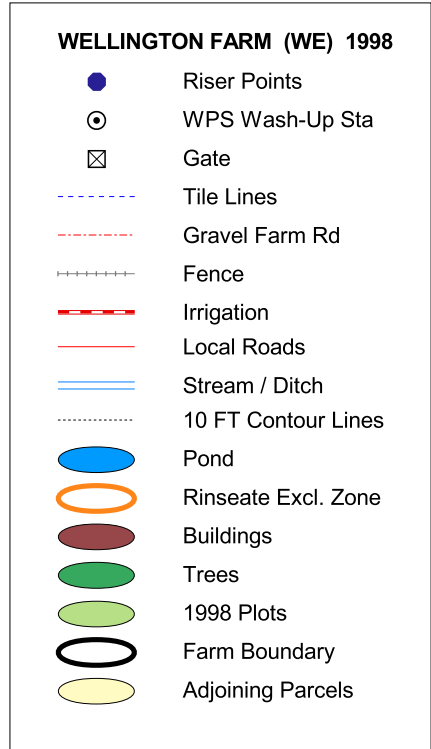 WELLINGTON FARM (WE) 1998
Riser Points
WPS Wash-Up Sta
Gate
Tile Lines
Gravel Farm Rd
Fence
Irrigation
Local Roads
Stream / Ditch
10 FT Contour Lines
Pond
Rinseate Excl. Zone
Buildings
Trees
1998 Plots
Farm Boundary
Adjoining Parcels